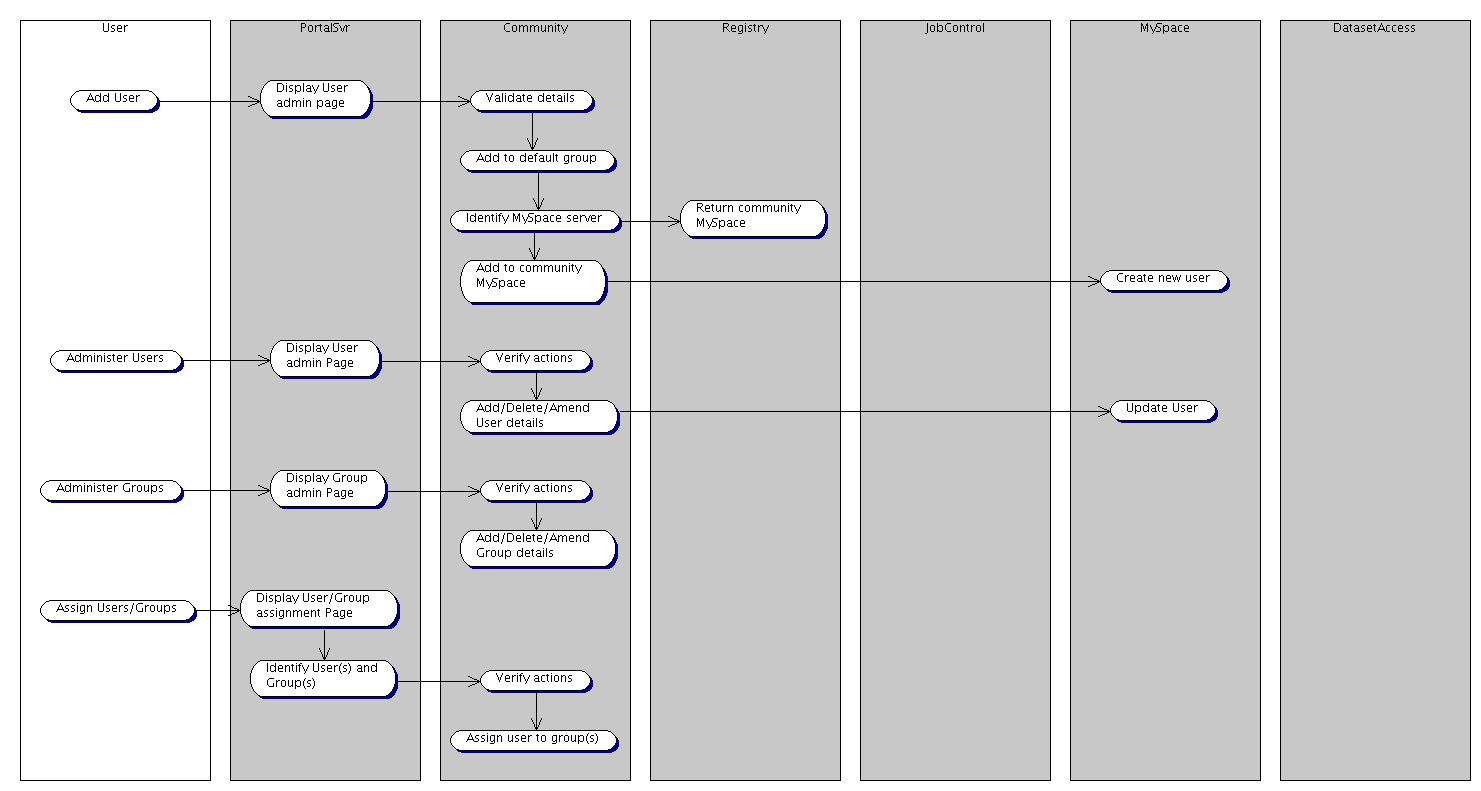 User
PortalSvr
Community
Registry
JobControl
MySpace
DatasetAccess
Add User
Display User
admin page
Validate details
Add to default group
Identify MySpace server
Return community
MySpace
Add to community
MySpace
Create new user
Administer Users
Display User
admin Page
Verify actions
Add/Delete/Amend
User details
Update User
Administer Groups
Display Group
admin Page
Verify actions
Add/Delete/Amend
Group details
Assign Users/Groups
Display User/Group
assignment Page
Identify User(s) and
Group(s)
Verify actions
Assign user to group(s)